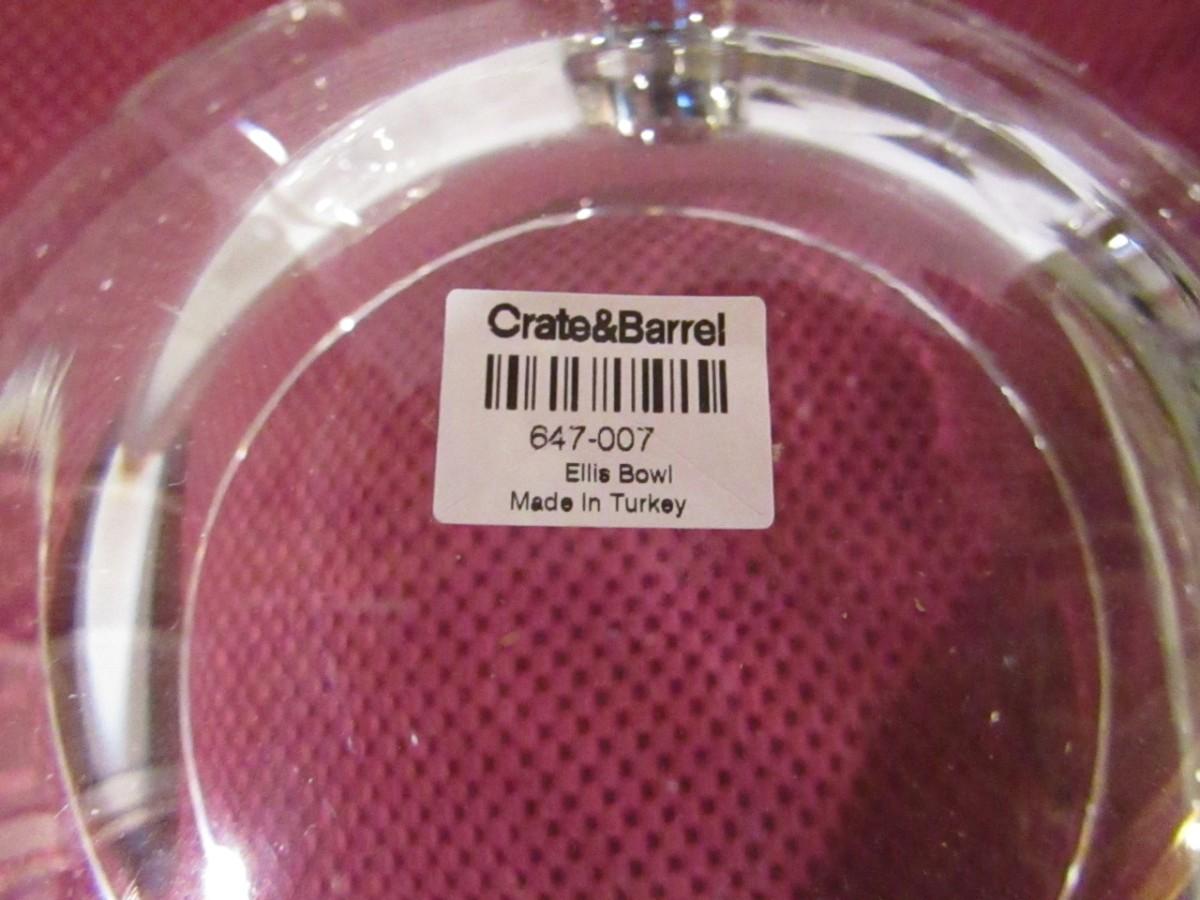 Crate&Barrel
647-007
Ellis Bowl
Made In Turkey